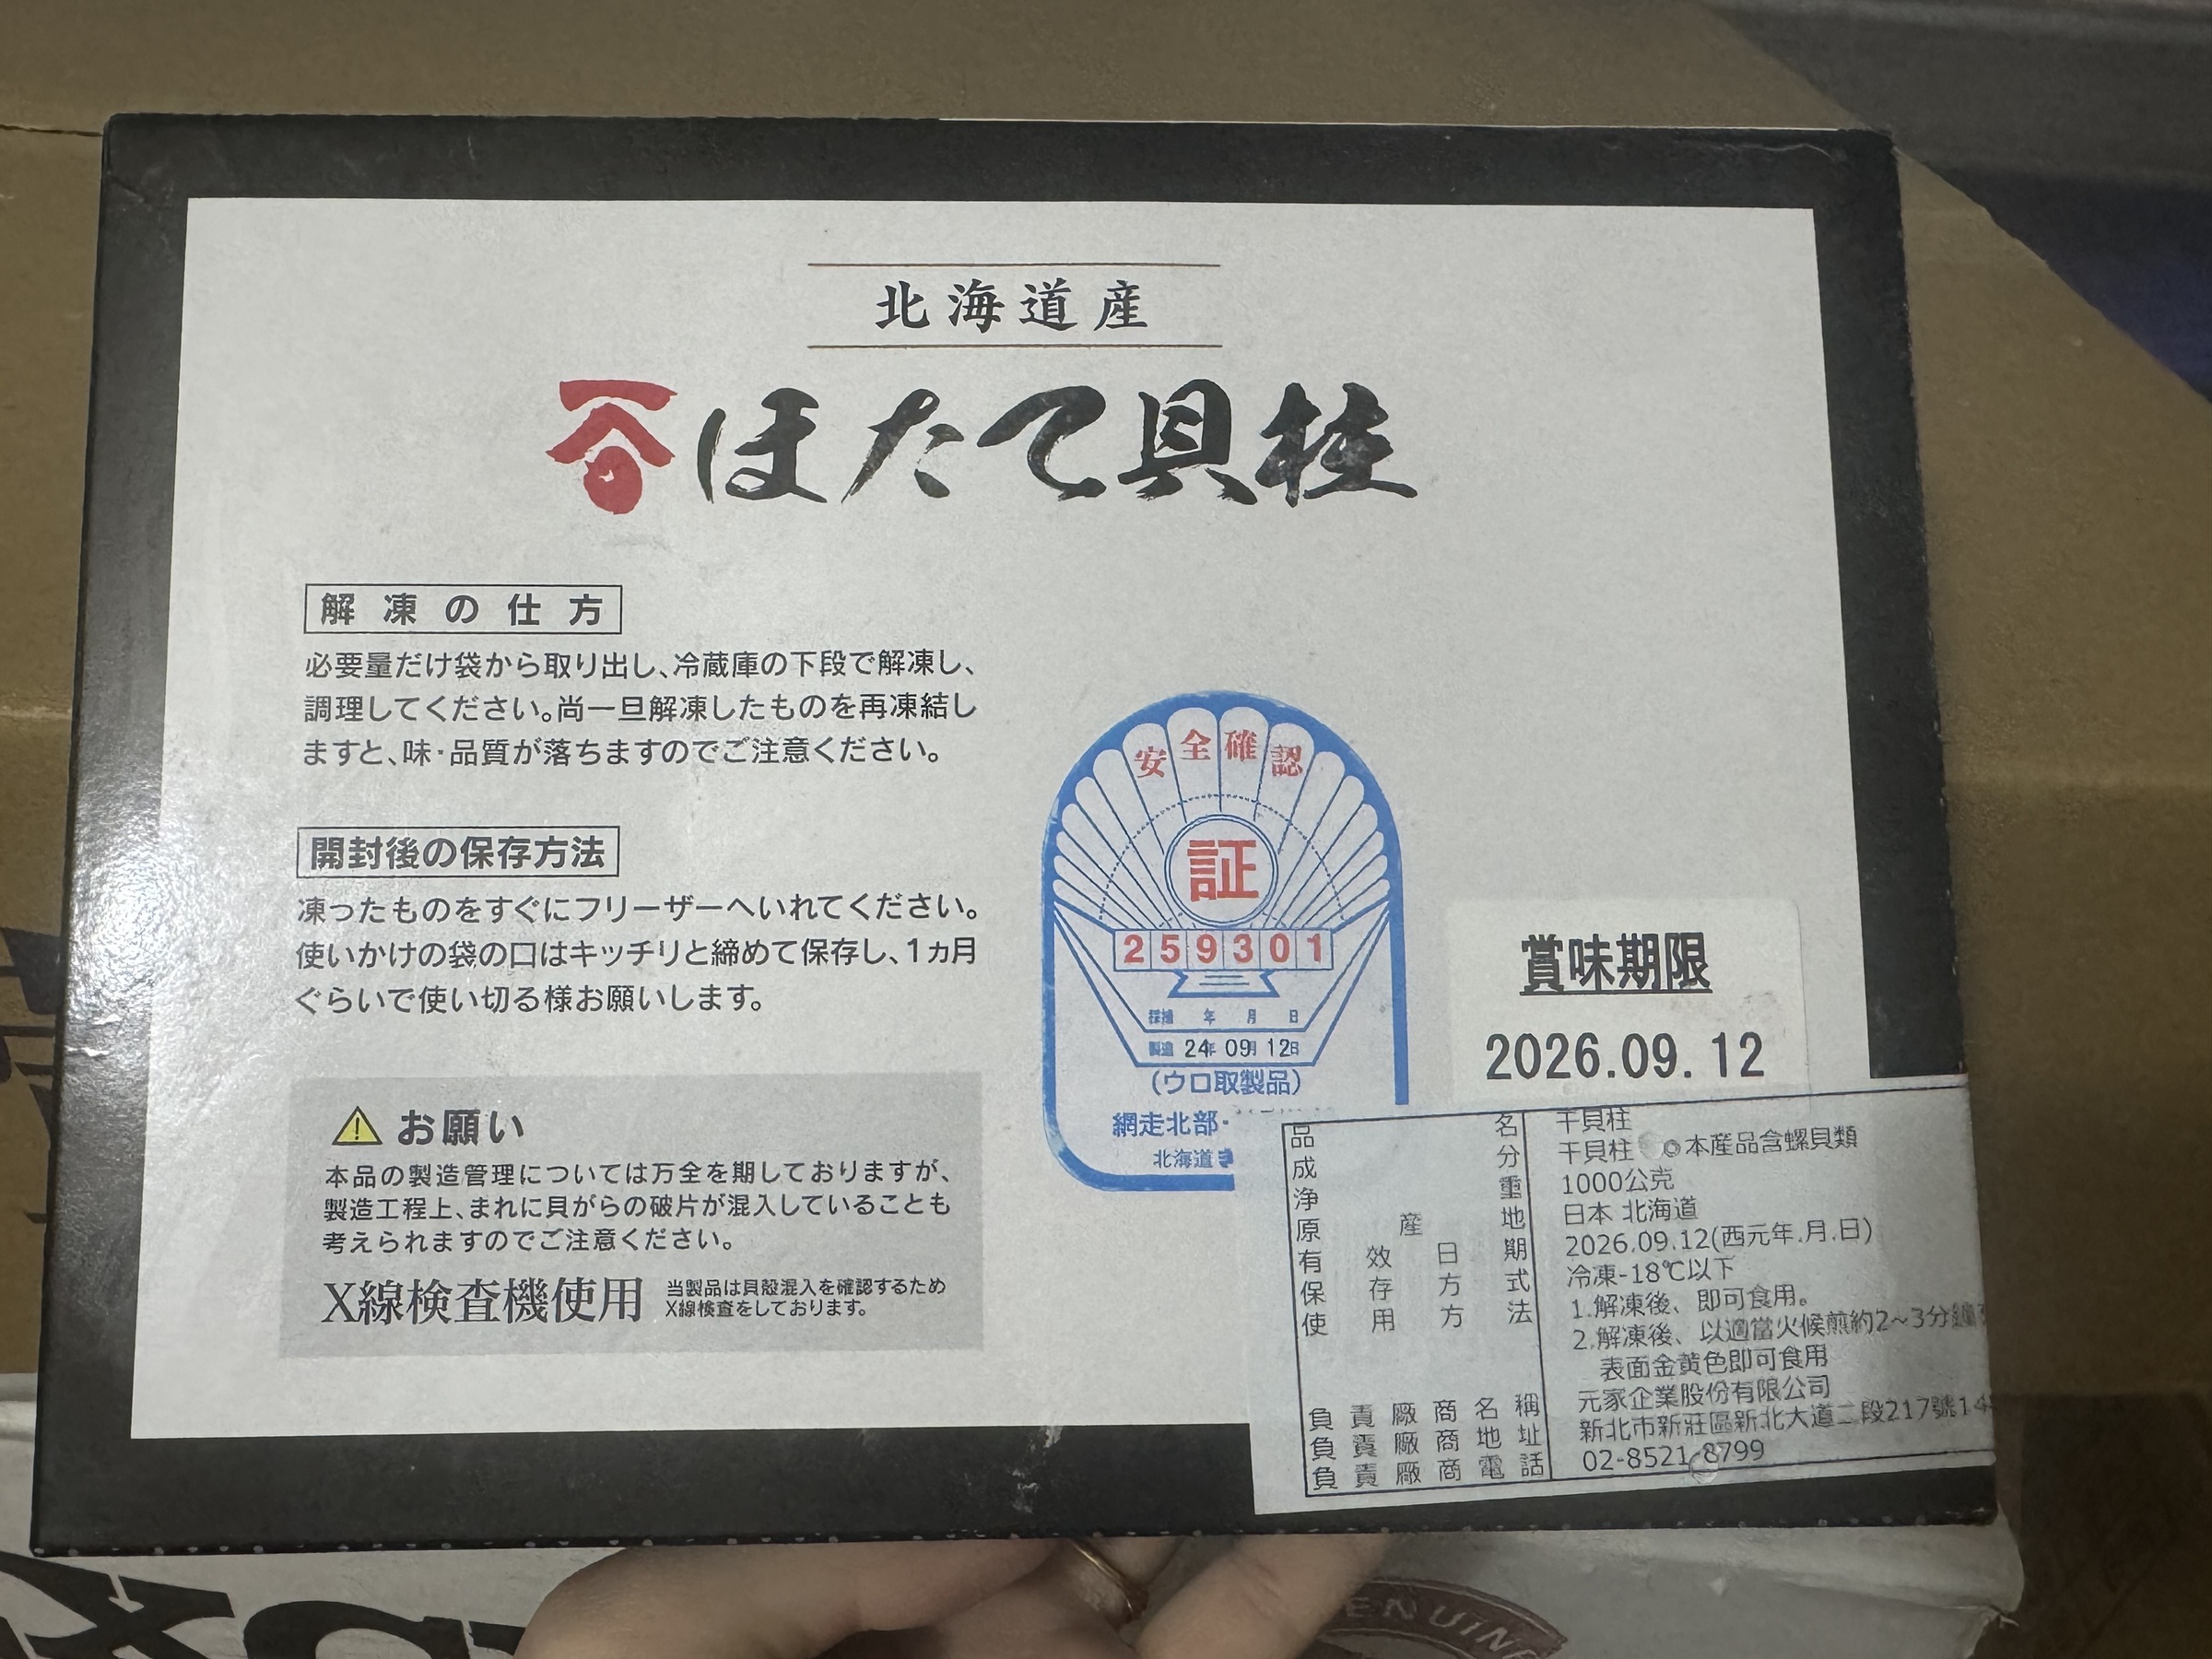 北海道産
ほたて貝柱
解凍の仕方
必要量だけ袋から取り出し、冷蔵庫の下段で解凍し、
調理してください。尚一旦解凍したものを再凍結し
ますと、味・品質が落ちますのでご注意ください。
開封後の保存方法
凍ったものをすぐにフリーザーへいれてください。
使いかけの袋の口はキッチリと締めて保存し、1ヵ月
ぐらいで使い切る様お願いします。
お願い
本品の製造管理については万全を期しておりますが、
製造工程上、まれに貝がらの破片が混入していることも
考えられますのでご注意ください。
X線検査機使用
当製品は貝殻混入を確認するため
X線検査をしております。
安全確認
証
259301
採捕 年 月 日
製造 24年 09月 12日
(ウロ取製品)
網走北部・
北海道
賞味期限
2026.09.12
品名 干貝柱
成分 干貝柱 ◎本產品含螺貝類
淨重 1000公克
原產地 日本 北海道
有效日期 2026.09.12(西元年.月.日)
保存方式 冷凍-18℃以下
使用方法 1.解凍後、即可食用。
2.解凍後、以適當火候煎約2~3分鐘
表面金黃色即可食用
負責廠商名稱 元家企業股份有限公司
負責廠商地址 新北市新莊區新北大道二段217號14
負責廠商電話 02-8521-8799
ENUINE